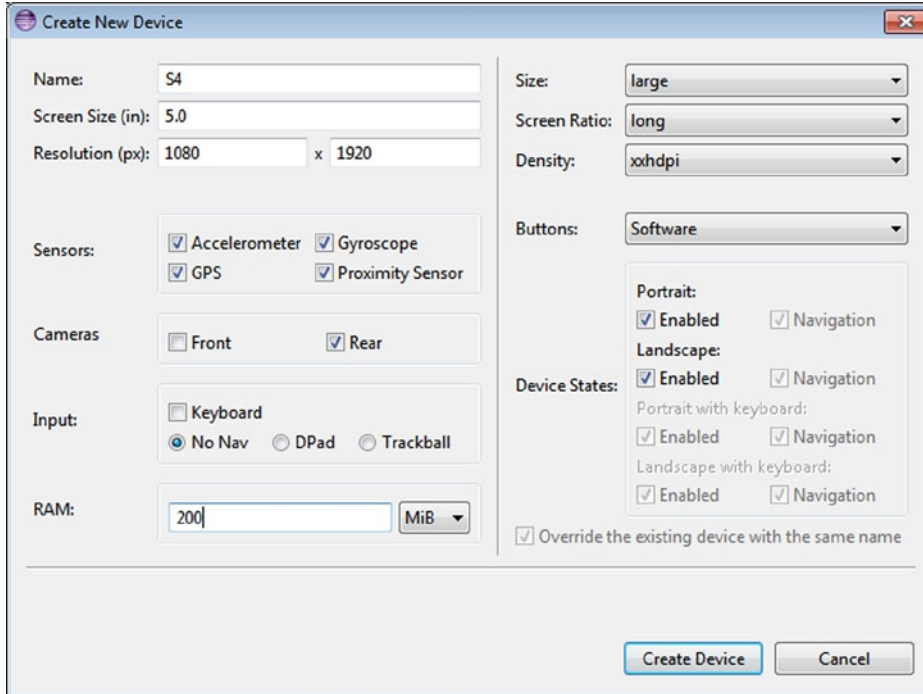 Create New Device
Name: S4
Screen Size (in): 5.0
Resolution (px): 1080 x 1920
Sensors:
Accelerometer Gyroscope
GPS Proximity Sensor
Cameras
Front Rear
Input:
Keyboard
No Nav DPad Trackball
RAM:
200 MiB
Size: large
Screen Ratio: long
Density: xxhdpi
Buttons: Software
Device States:
Portrait:
Enabled Navigation
Landscape:
Enabled Navigation
Portrait with keyboard:
Enabled Navigation
Landscape with keyboard:
Enabled Navigation
Override the existing device with the same name
Create Device Cancel